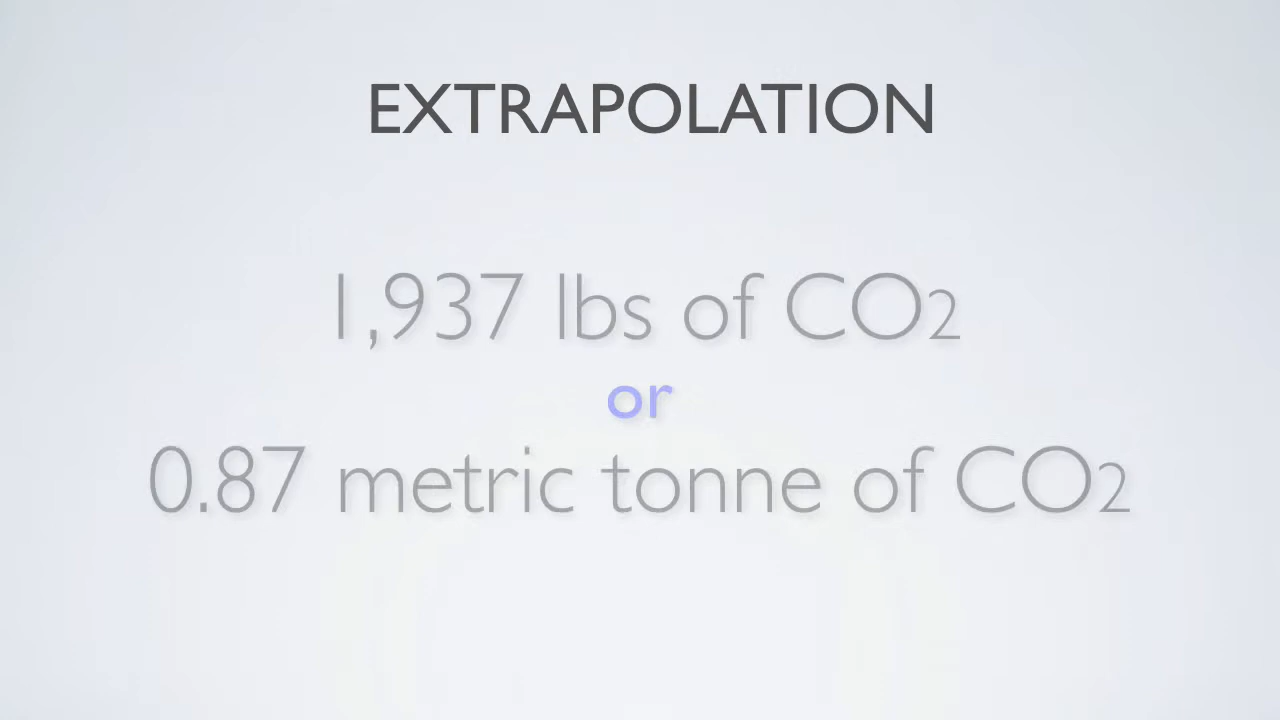 EXTRAPOLATION
1,937 lbs of CO2
or
0.87 metric tonne of CO2